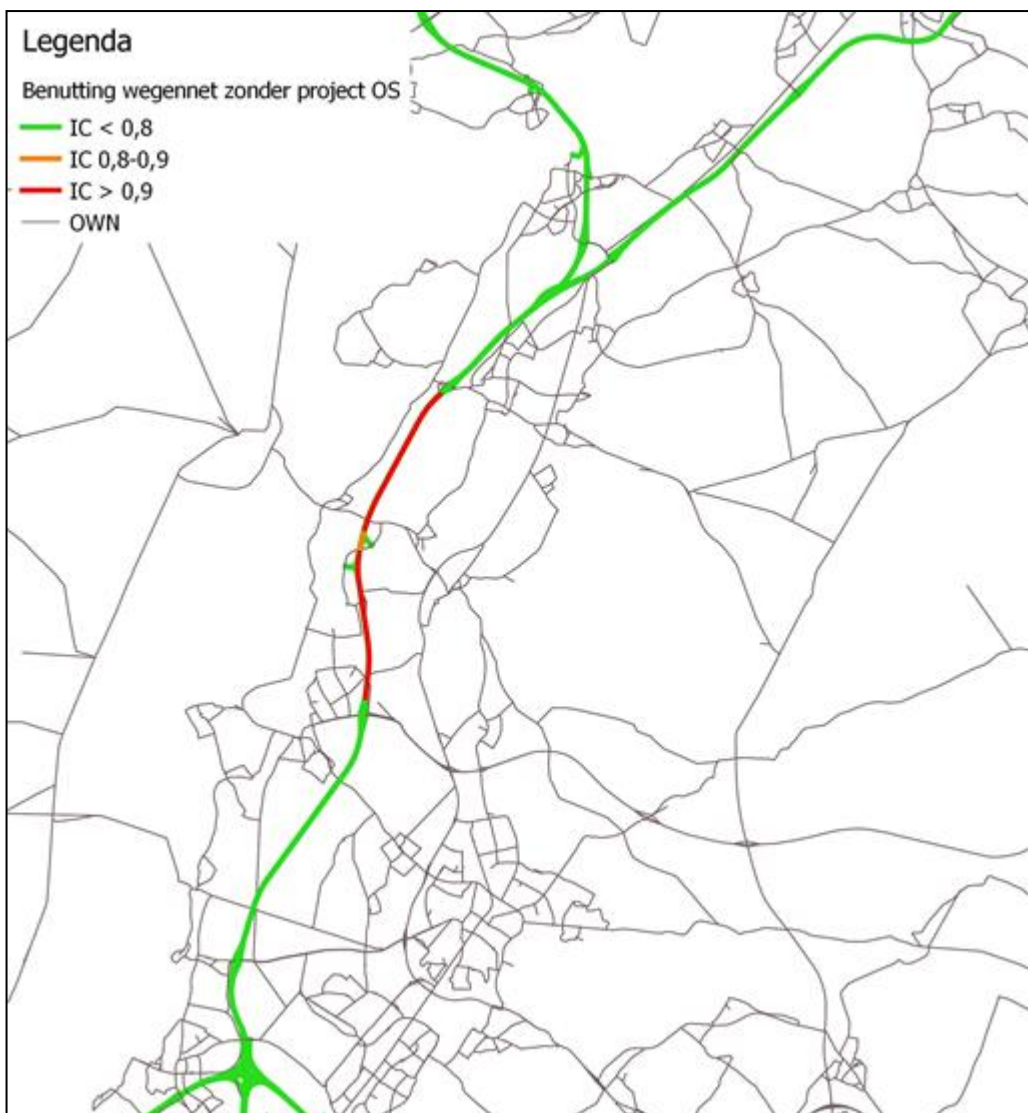 Legenda
Benutting wegennet zonder project OS
IC < 0,8
IC 0,8-0,9
IC > 0,9
OWN